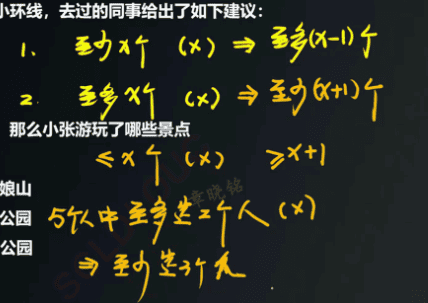 小环线，去过的同事给出了如下建议：
1、至少x个 (x) ⇒ 至多(x-1)个
2、至多x个 (x) ⇒ 至少(x+1)个
那么小张游玩了哪些景点
≤x个 (x) ≥x+1
娘山
公园 5个人中至多选2个人 (x)
公园 ⇒ 至少选3个人